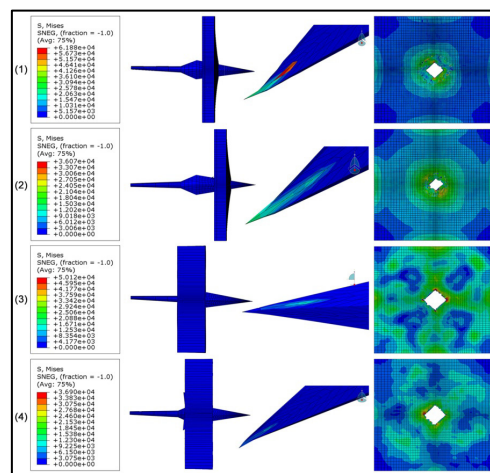 (1)
S, Mises
SNEG, (fraction = -1.0)
(Avg: 75%)
+6.188e+04
+5.673e+04
+5.157e+04
+4.641e+04
+4.126e+04
+3.610e+04
+3.094e+04
+2.578e+04
+2.063e+04
+1.547e+04
+1.031e+04
+5.157e+03
+0.000e+00
(2)
S, Mises
SNEG, (fraction = -1.0)
(Avg: 75%)
+3.607e+04
+3.307e+04
+3.006e+04
+2.705e+04
+2.405e+04
+2.104e+04
+1.804e+04
+1.503e+04
+1.202e+04
+9.018e+03
+6.012e+03
+3.006e+03
+0.000e+00
(3)
S, Mises
SNEG, (fraction = -1.0)
(Avg: 75%)
+5.012e+04
+4.595e+04
+4.177e+04
+3.759e+04
+3.342e+04
+2.924e+04
+2.506e+04
+2.088e+04
+1.671e+04
+1.253e+04
+8.354e+03
+4.177e+03
+0.000e+00
(4)
S, Mises
SNEG, (fraction = -1.0)
(Avg: 75%)
+3.690e+04
+3.383e+04
+3.075e+04
+2.768e+04
+2.460e+04
+2.153e+04
+1.845e+04
+1.538e+04
+1.230e+04
+9.225e+03
+6.150e+03
+3.075e+03
+0.000e+00